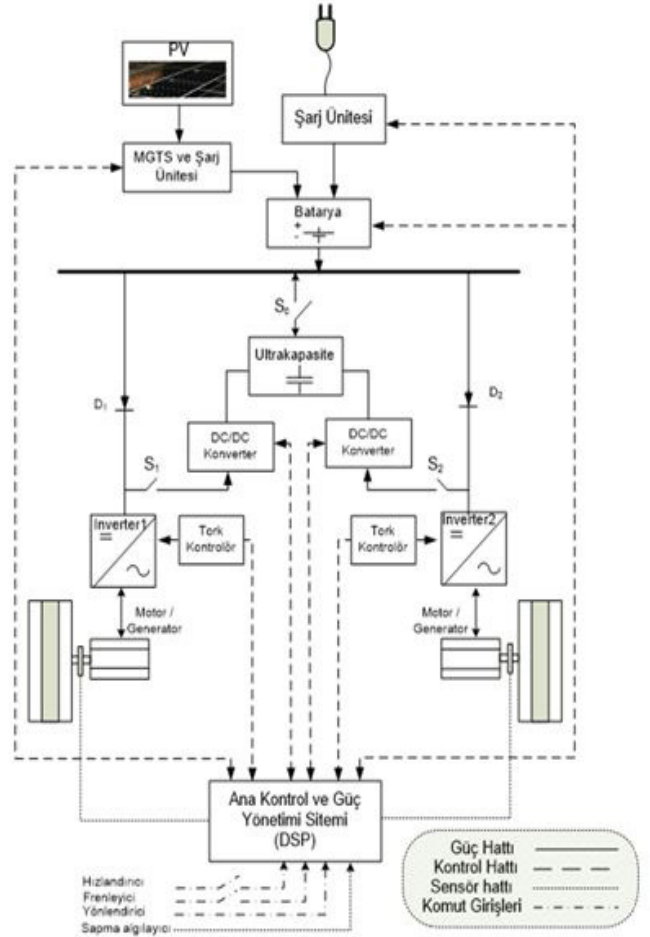 PV
Şarj Ünitesi
MGTS ve Şarj
Ünitesi
Batarya
+
-
Sc
Ultrakapasite
D1
D2
DC/DC
Konverter
DC/DC
Konverter
S1
S2
Inverter1
Tork
Kontrolör
Tork
Kontrolör
Inverter2
Motor /
Generator
Motor /
Generator
Ana Kontrol ve Güç
Yönetimi Sitemi
(DSP)
Güç Hattı
Kontrol Hattı
Sensör hattı
Komut Girişleri
Hızlandırıcı
Frenleyici
Yönlendirici
Sapma algılayıcı